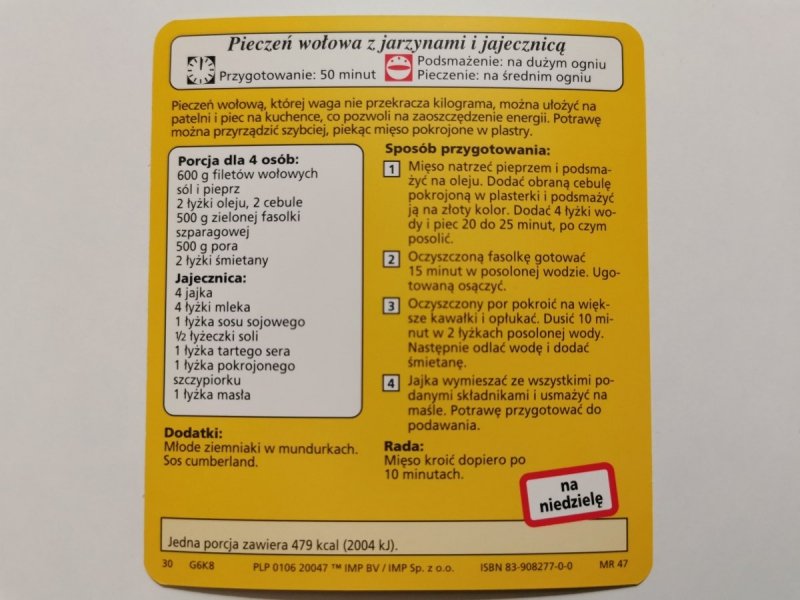 Pieczeń wołowa z jarzynami i jajecznicą
Przygotowanie: 50 minut
Podsmażenie: na dużym ogniu
Pieczenie: na średnim ogniu
Pieczeń wołową, której waga nie przekracza kilograma, można ułożyć na
patelni i piec na kuchence, co pozwoli na zaoszczędzenie energii. Potrawę
można przyrządzić szybciej, piekąc mięso pokrojone w plastry.
Porcja dla 4 osób:
600 g filetów wołowych
sól i pieprz
2 łyżki oleju, 2 cebule
500 g zielonej fasolki
szparagowej
500 g pora
2 łyżki śmietany
Jajecznica:
4 jajka
4 łyżki mleka
1 łyżka sosu sojowego
½ łyżeczki soli
1 łyżka tartego sera
1 łyżka pokrojonego
szczypiorku
1 łyżka masła
Dodatki:
Młode ziemniaki w mundurkach.
Sos cumberland.
Sposób przygotowania:
1 Mięso natrzeć pieprzem i podsma-
żyć na oleju. Dodać obraną cebulę
pokrojoną w plasterki i podsmażyć
ją na złoty kolor. Dodać 4 łyżki wo-
dy i piec 20 do 25 minut, po czym
posolić.
2 Oczyszczoną fasolkę gotować
15 minut w posolonej wodzie. Ugo-
towaną osączyć.
3 Oczyszczony por pokroić na więk-
sze kawałki i opłukać. Dusić 10 mi-
nut w 2 łyżkach posolonej wody.
Następnie odlać wodę i dodać
śmietanę.
4 Jajka wymieszać ze wszystkimi po-
danymi składnikami i usmażyć na
maśle. Potrawę przygotować do
podawania.
Rada:
Mięso kroić dopiero po
10 minutach.
na
niedzielę
Jedna porcja zawiera 479 kcal (2004 kJ).
30 G6K8 PLP 0106 20047 ™ IMP BV / IMP Sp. z o.o. ISBN 83-908277-0-0 MR 47